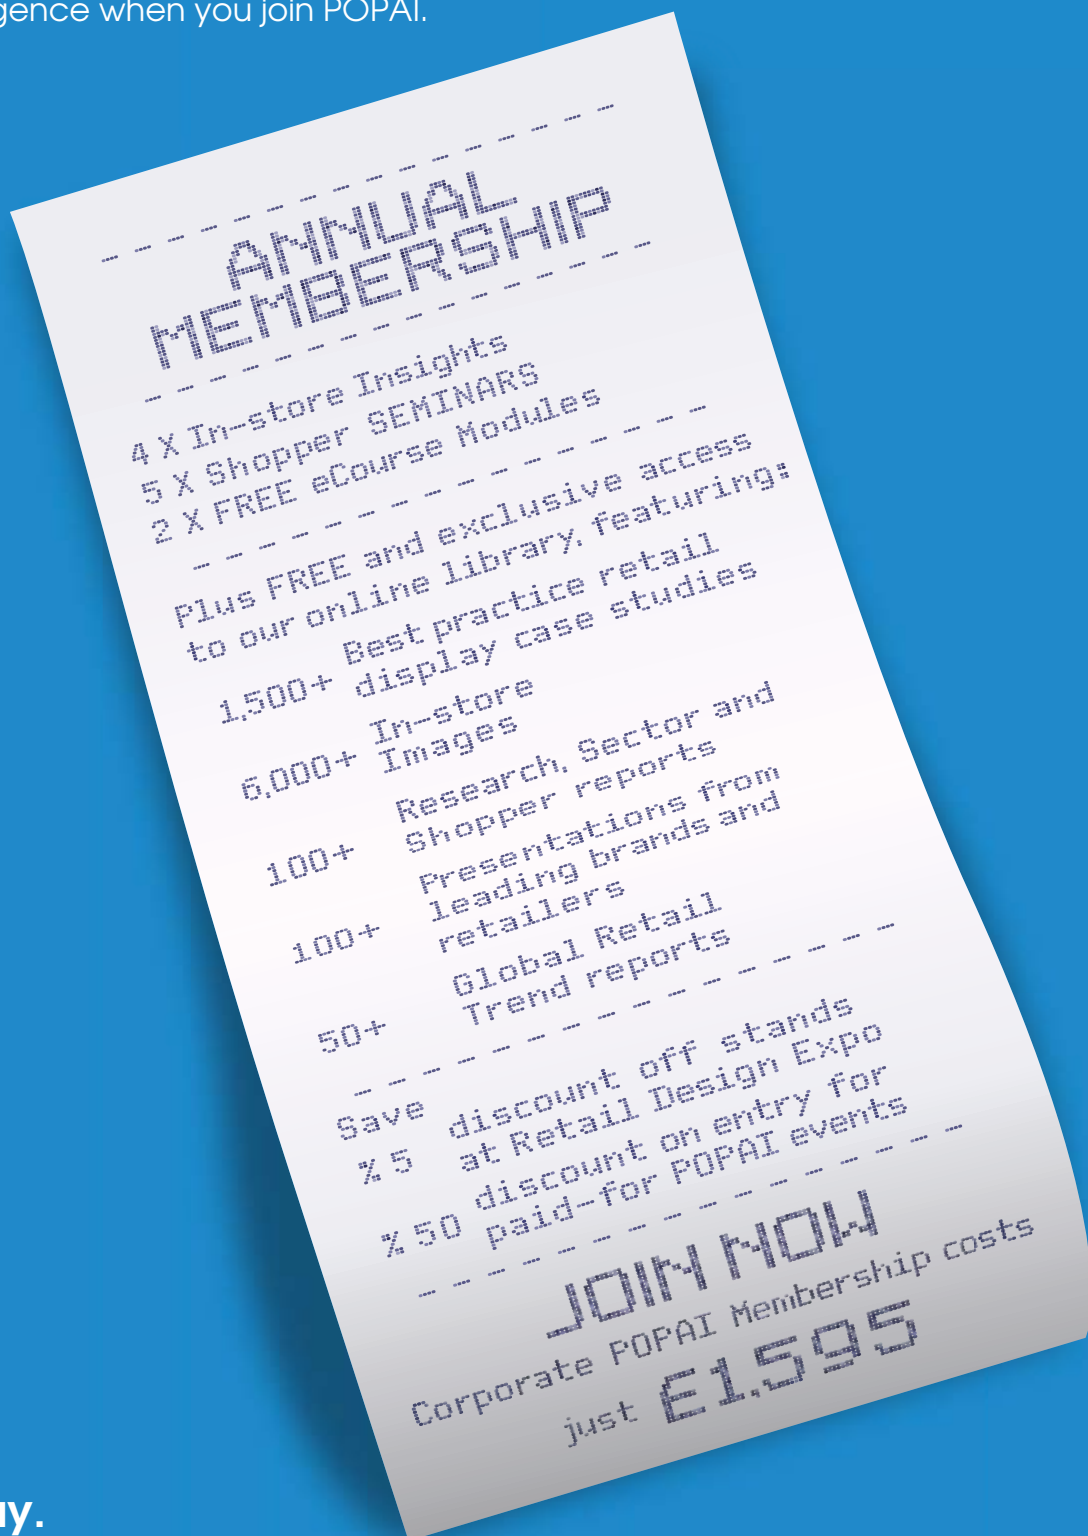 when you join POPAI.
ANNUAL
MEMBERSHIP
4 X In-store Insights
5 X Shopper SEMINARS
2 X FREE eCourse Modules
Plus FREE and exclusive access
to our online library, featuring:
1,500+ Best practice retail
display case studies
6,000+ In-store
Images
100+ Research, Sector and
Shopper reports
100+ Presentations from
leading brands and
retailers
50+ Global Retail
Trend reports
Save
% 5 discount off stands
at Retail Design Expo
% 50 discount on entry for
paid-for POPAI events
JOIN NOW
Corporate POPAI Membership costs
just £1,595